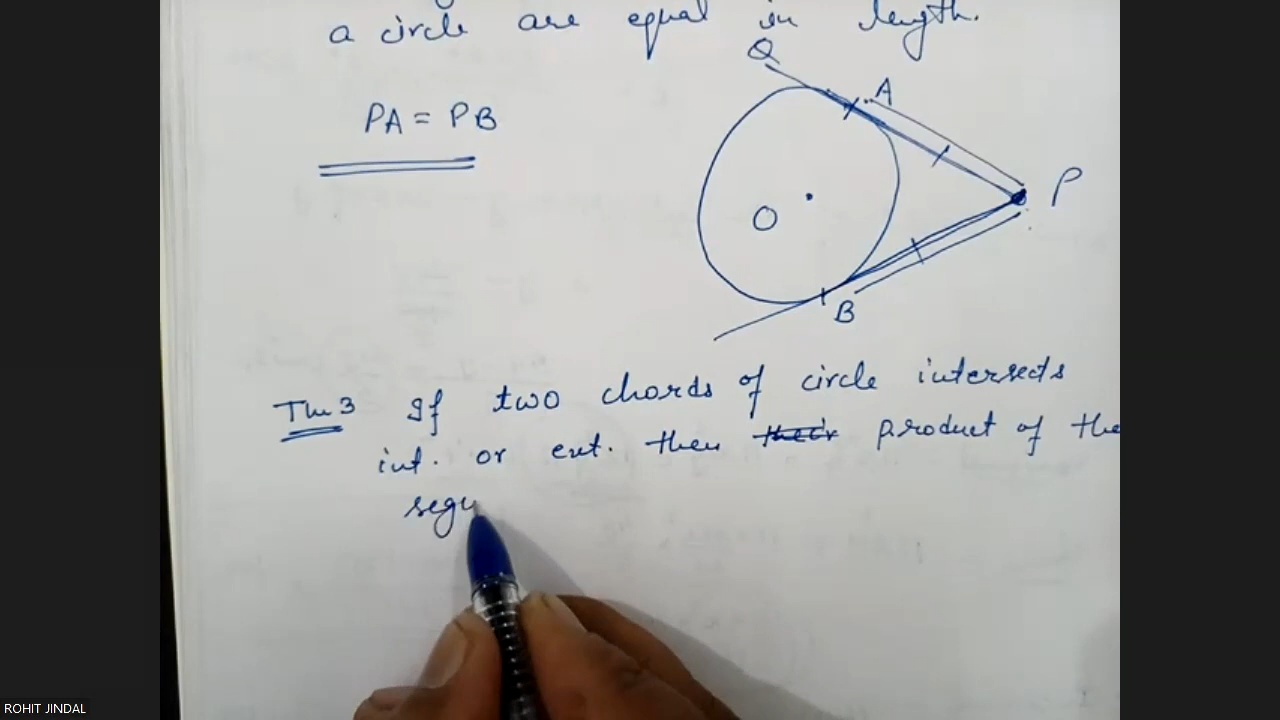 a circle are equal in length.
Q
A
PA = PB
P
O
B
Thm 3 If two chords of circle intersects
int. or ext. then their product of the
segm
ROHIT JINDAL